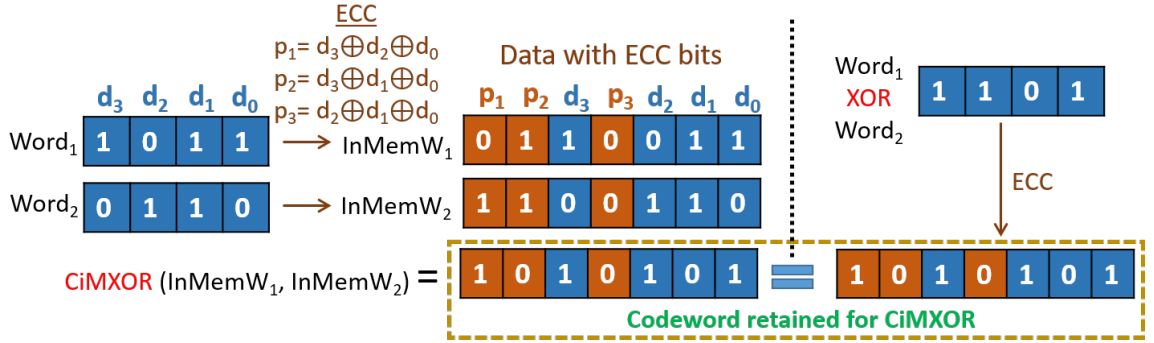 ECC
p₁= d₃⊕d₂⊕d₀
p₂= d₃⊕d₁⊕d₀
p₃= d₂⊕d₁⊕d₀
Data with ECC bits
d₃ d₂ d₁ d₀
p₁ p₂ d₃ p₃ d₂ d₁ d₀
Word₁ 1 0 1 1
InMemW₁ 0 1 1 0 0 1 1
Word₂ 0 1 1 0
InMemW₂ 1 1 0 0 1 1 0
Word₁
XOR
Word₂
1 1 0 1
ECC
CiMXOR (InMemW₁, InMemW₂) = 1 0 1 0 1 0 1 = 1 0 1 0 1 0 1
Codeword retained for CiMXOR